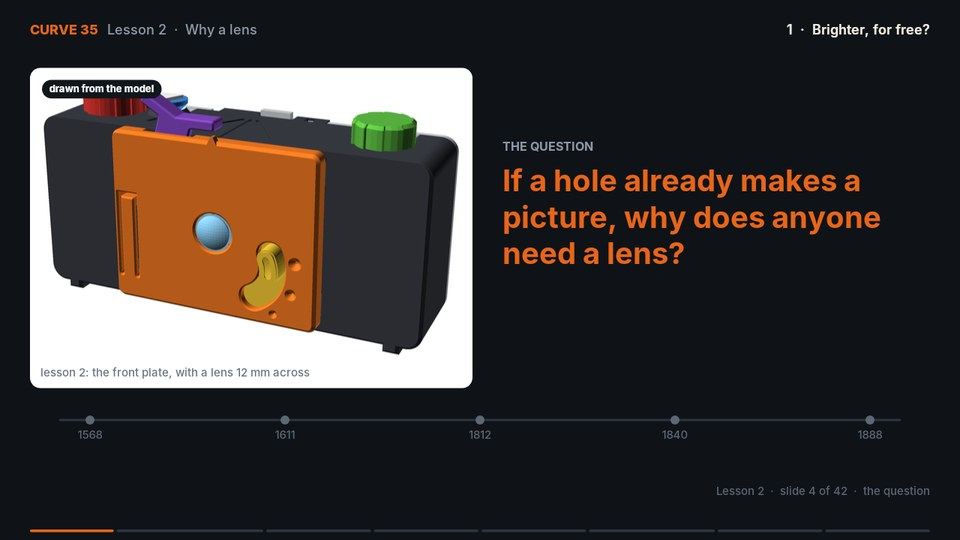 CURVE 35 Lesson 2 · Why a lens
1 · Brighter, for free?
drawn from the model
lesson 2: the front plate, with a lens 12 mm across
THE QUESTION
If a hole already makes a
picture, why does anyone
need a lens?
1568 1611 1812 1840 1888
Lesson 2 · slide 4 of 42 · the question